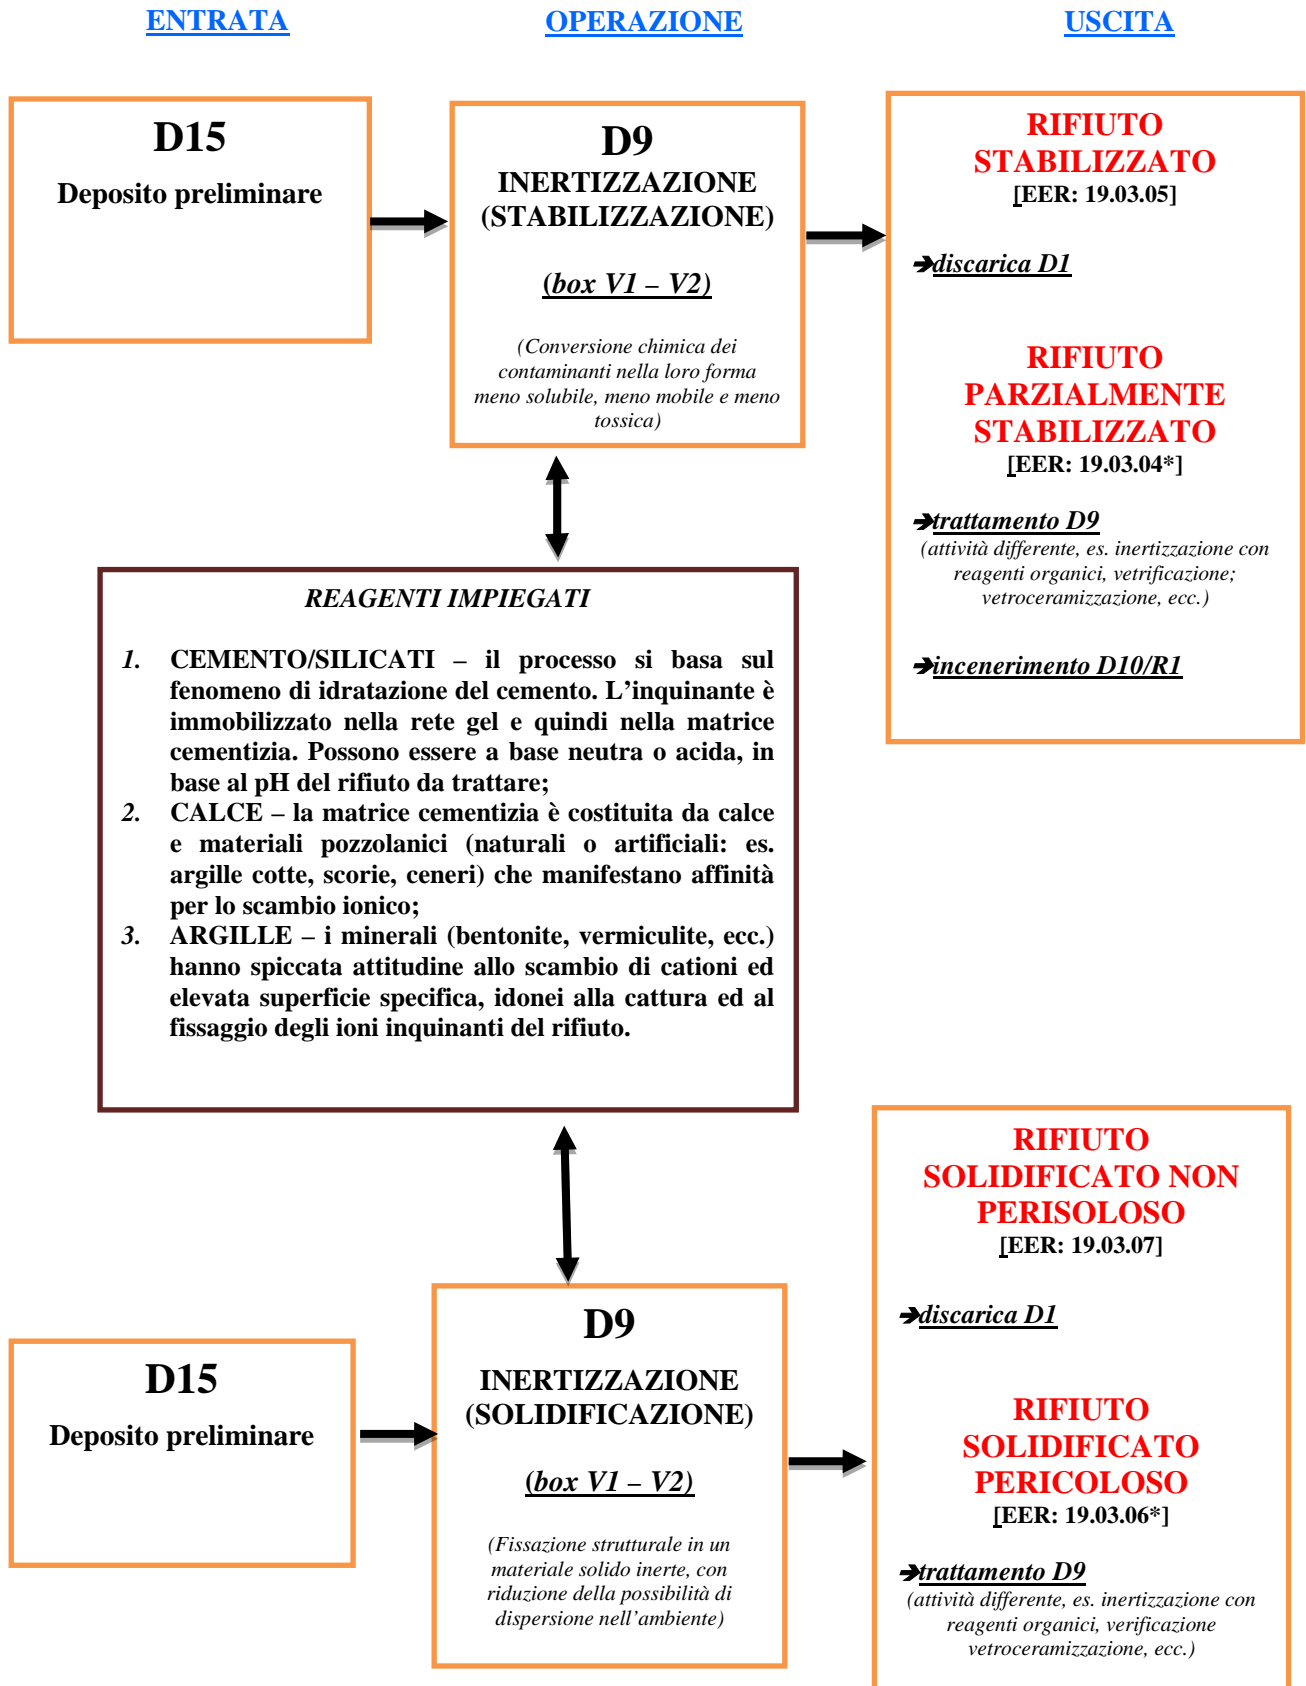 ENTRATA
OPERAZIONE
USCITA
D15
Deposito preliminare
D9
INERTIZZAZIONE
(STABILIZZAZIONE)
(box V1 – V2)
(Conversione chimica dei
contaminanti nella loro forma
meno solubile, meno mobile e meno
tossica)
RIFIUTO
STABILIZZATO
[EER: 19.03.05]
➔discarica D1
RIFIUTO
PARZIALMENTE
STABILIZZATO
[EER: 19.03.04*]
➔trattamento D9
(attività differente, es. inertizzazione con
reagenti organici, vetrificazione;
vetroceramizzazione, ecc.)
➔incenerimento D10/R1
REAGENTI IMPIEGATI
1. CEMENTO/SILICATI – il processo si basa sul
fenomeno di idratazione del cemento. L'inquinante è
immobilizzato nella rete gel e quindi nella matrice
cementizia. Possono essere a base neutra o acida, in
base al pH del rifiuto da trattare;
2. CALCE – la matrice cementizia è costituita da calce
e materiali pozzolanici (naturali o artificiali: es.
argille cotte, scorie, ceneri) che manifestano affinità
per lo scambio ionico;
3. ARGILLE – i minerali (bentonite, vermiculite, ecc.)
hanno spiccata attitudine allo scambio di cationi ed
elevata superficie specifica, idonei alla cattura ed al
fissaggio degli ioni inquinanti del rifiuto.
D15
Deposito preliminare
D9
INERTIZZAZIONE
(SOLIDIFICAZIONE)
(box V1 – V2)
(Fissazione strutturale in un
materiale solido inerte, con
riduzione della possibilità di
dispersione nell'ambiente)
RIFIUTO
SOLIDIFICATO NON
PERISOLOSO
[EER: 19.03.07]
➔discarica D1
RIFIUTO
SOLIDIFICATO
PERICOLOSO
[EER: 19.03.06*]
➔trattamento D9
(attività differente, es. inertizzazione con
reagenti organici, verificazione
vetroceramizzazione, ecc.)